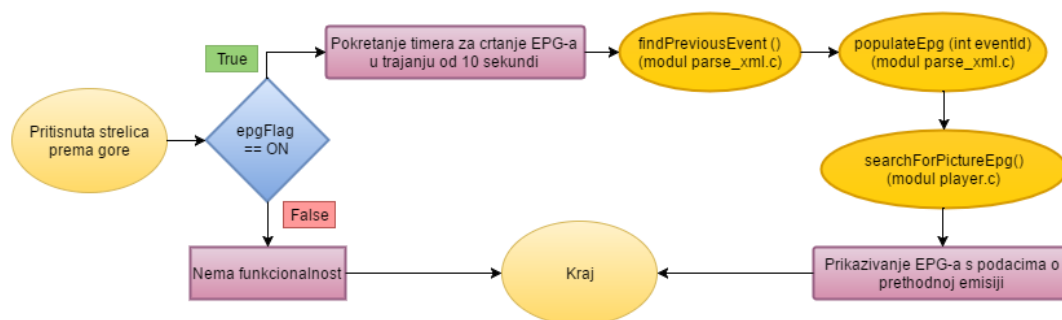 Pritisnuta strelica
prema gore
epgFlag
== ON
True
Pokretanje timera za crtanje EPG-a
u trajanju od 10 sekundi
findPreviousEvent ()
(modul parse_xml.c)
populateEpg (int eventId)
(modul parse_xml.c)
searchForPictureEpg()
(modul player.c)
Prikazivanje EPG-a s podacima o
prethodnoj emisiji
False
Nema funkcionalnost
Kraj